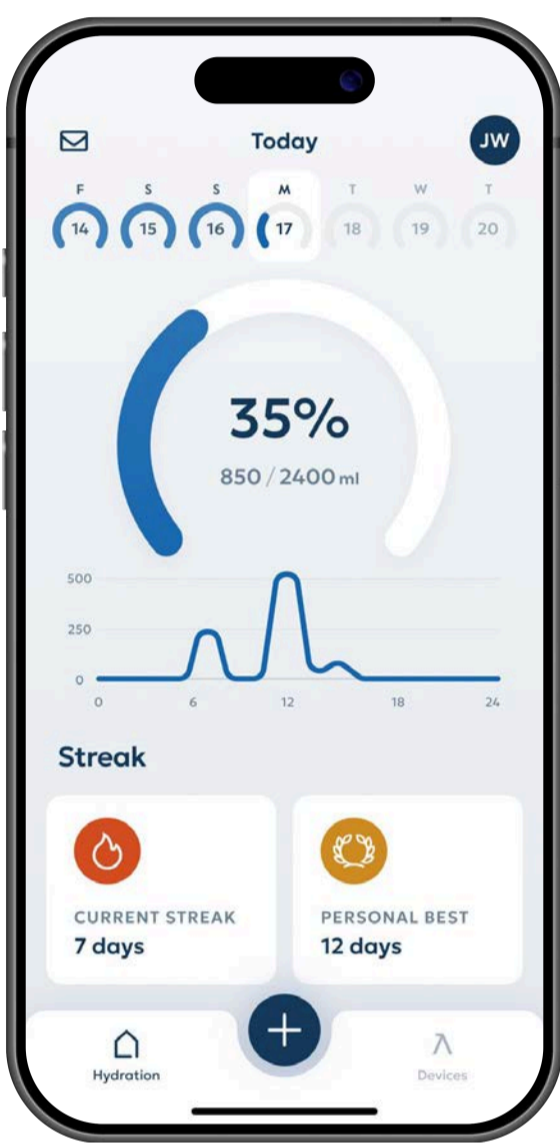 Today
JW
F S S M T W T
14 15 16 17 18 19 20
35%
850 / 2400 ml
500
250
0
0 6 12 18 24
Streak
CURRENT STREAK
7 days
PERSONAL BEST
12 days
+
Hydration
Devices